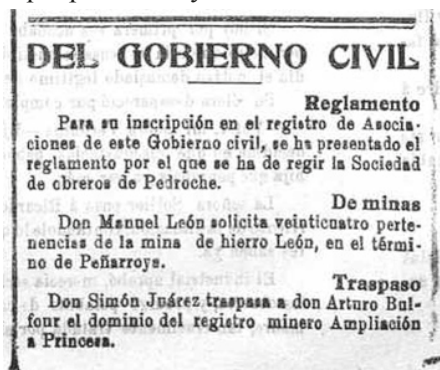 DEL GOBIERNO CIVIL
Reglamento
Para su inscripción en el registro de Asocia-
ciones de este Gobierno civil, se ha presentado el
reglamento por el que se ha de regir la Sociedad
de obreros de Pedroche.
De minas
Don Manuel León solicita veinticuatro perte-
nencias de la mina de hierro León, en el térmi-
no de Peñarroya.
Traspaso
Don Simón Juárez traspasa a don Arturo Bul-
four el dominio del registro minero Ampliación
a Princesa.